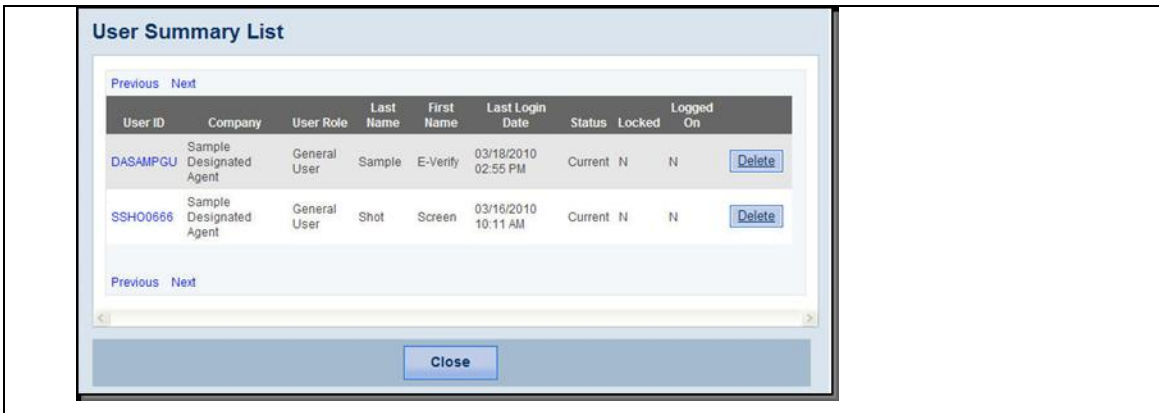 User Summary List
Previous Next
User ID Company User Role Last Name First Name Last Login Date Status Locked Logged On
DASAMPGU Sample Designated Agent General User Sample E-Verify 03/18/2010 02:55 PM Current N N Delete
SSHO0666 Sample Designated Agent General User Shot Screen 03/16/2010 10:11 AM Current N N Delete
Previous Next
Close